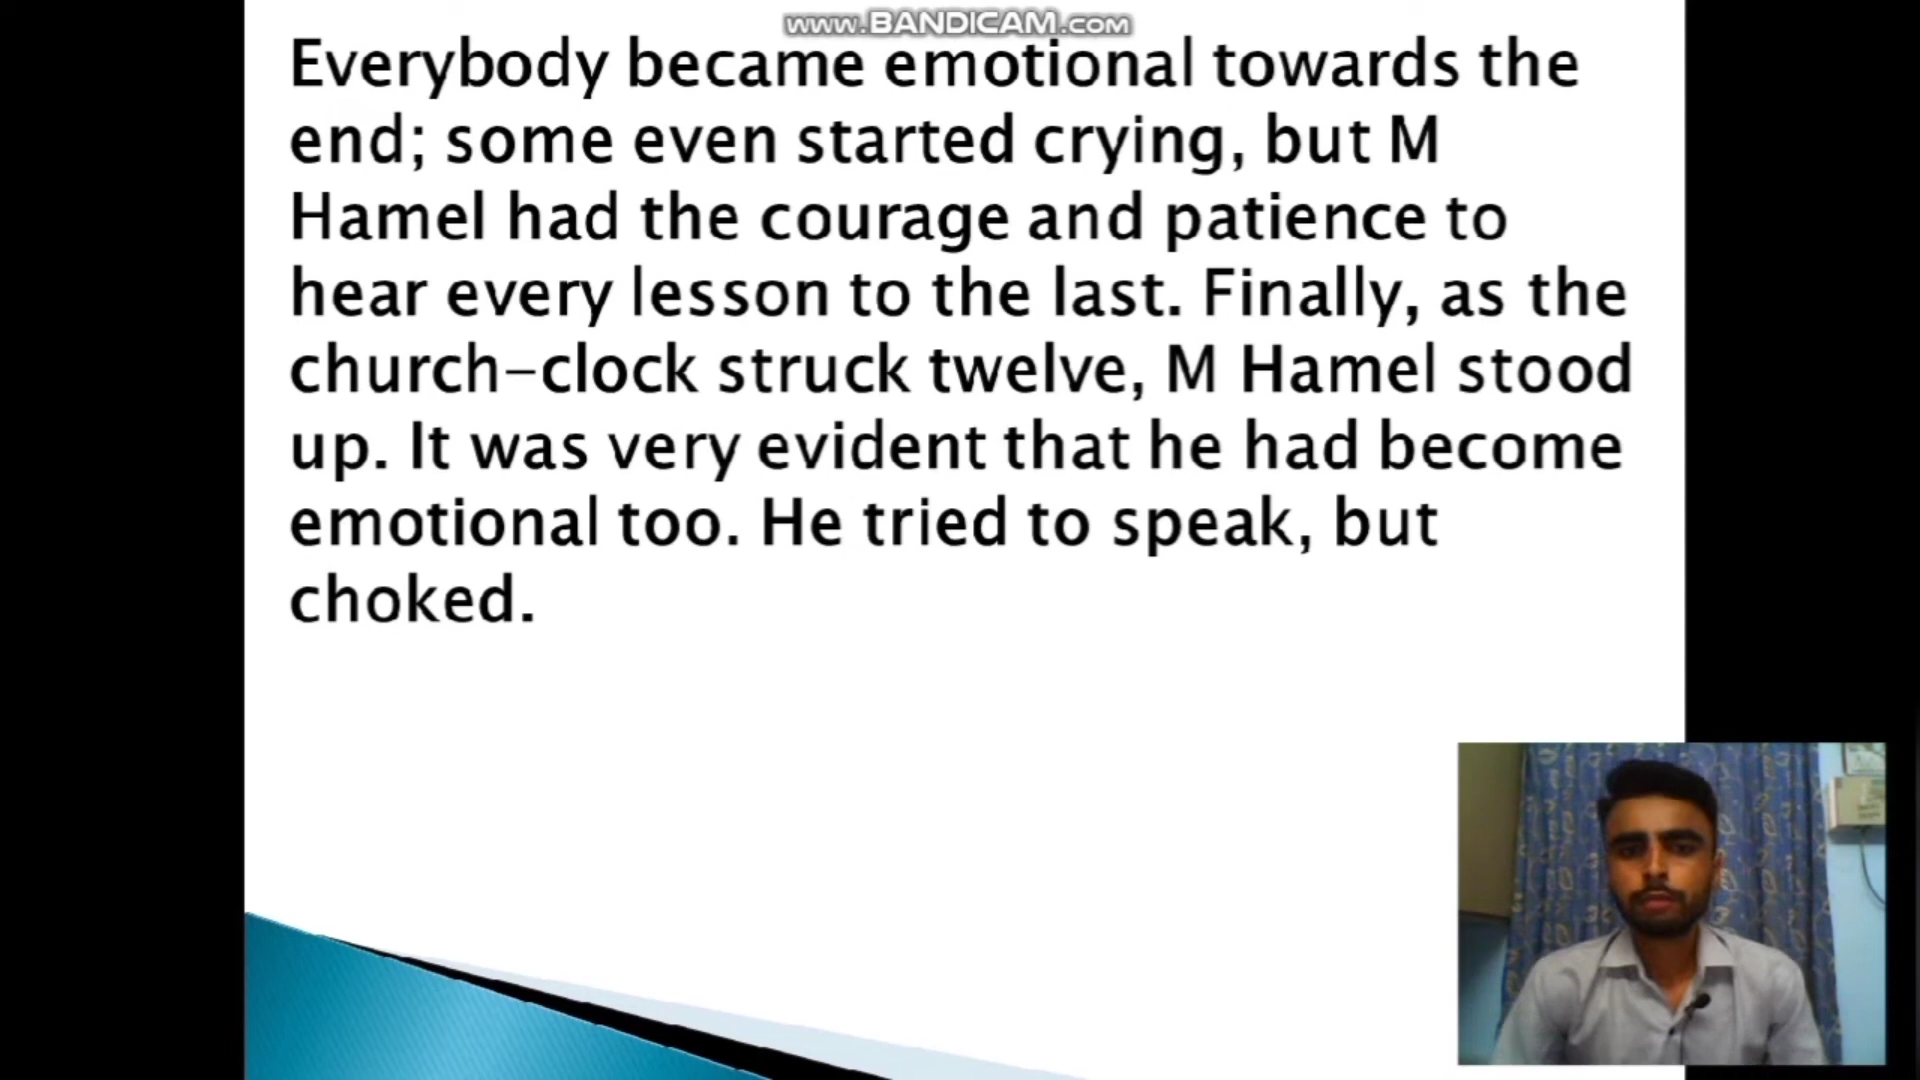 www.BANDICAM.com
Everybody became emotional towards the
end; some even started crying, but M
Hamel had the courage and patience to
hear every lesson to the last. Finally, as the
church-clock struck twelve, M Hamel stood
up. It was very evident that he had become
emotional too. He tried to speak, but
choked.